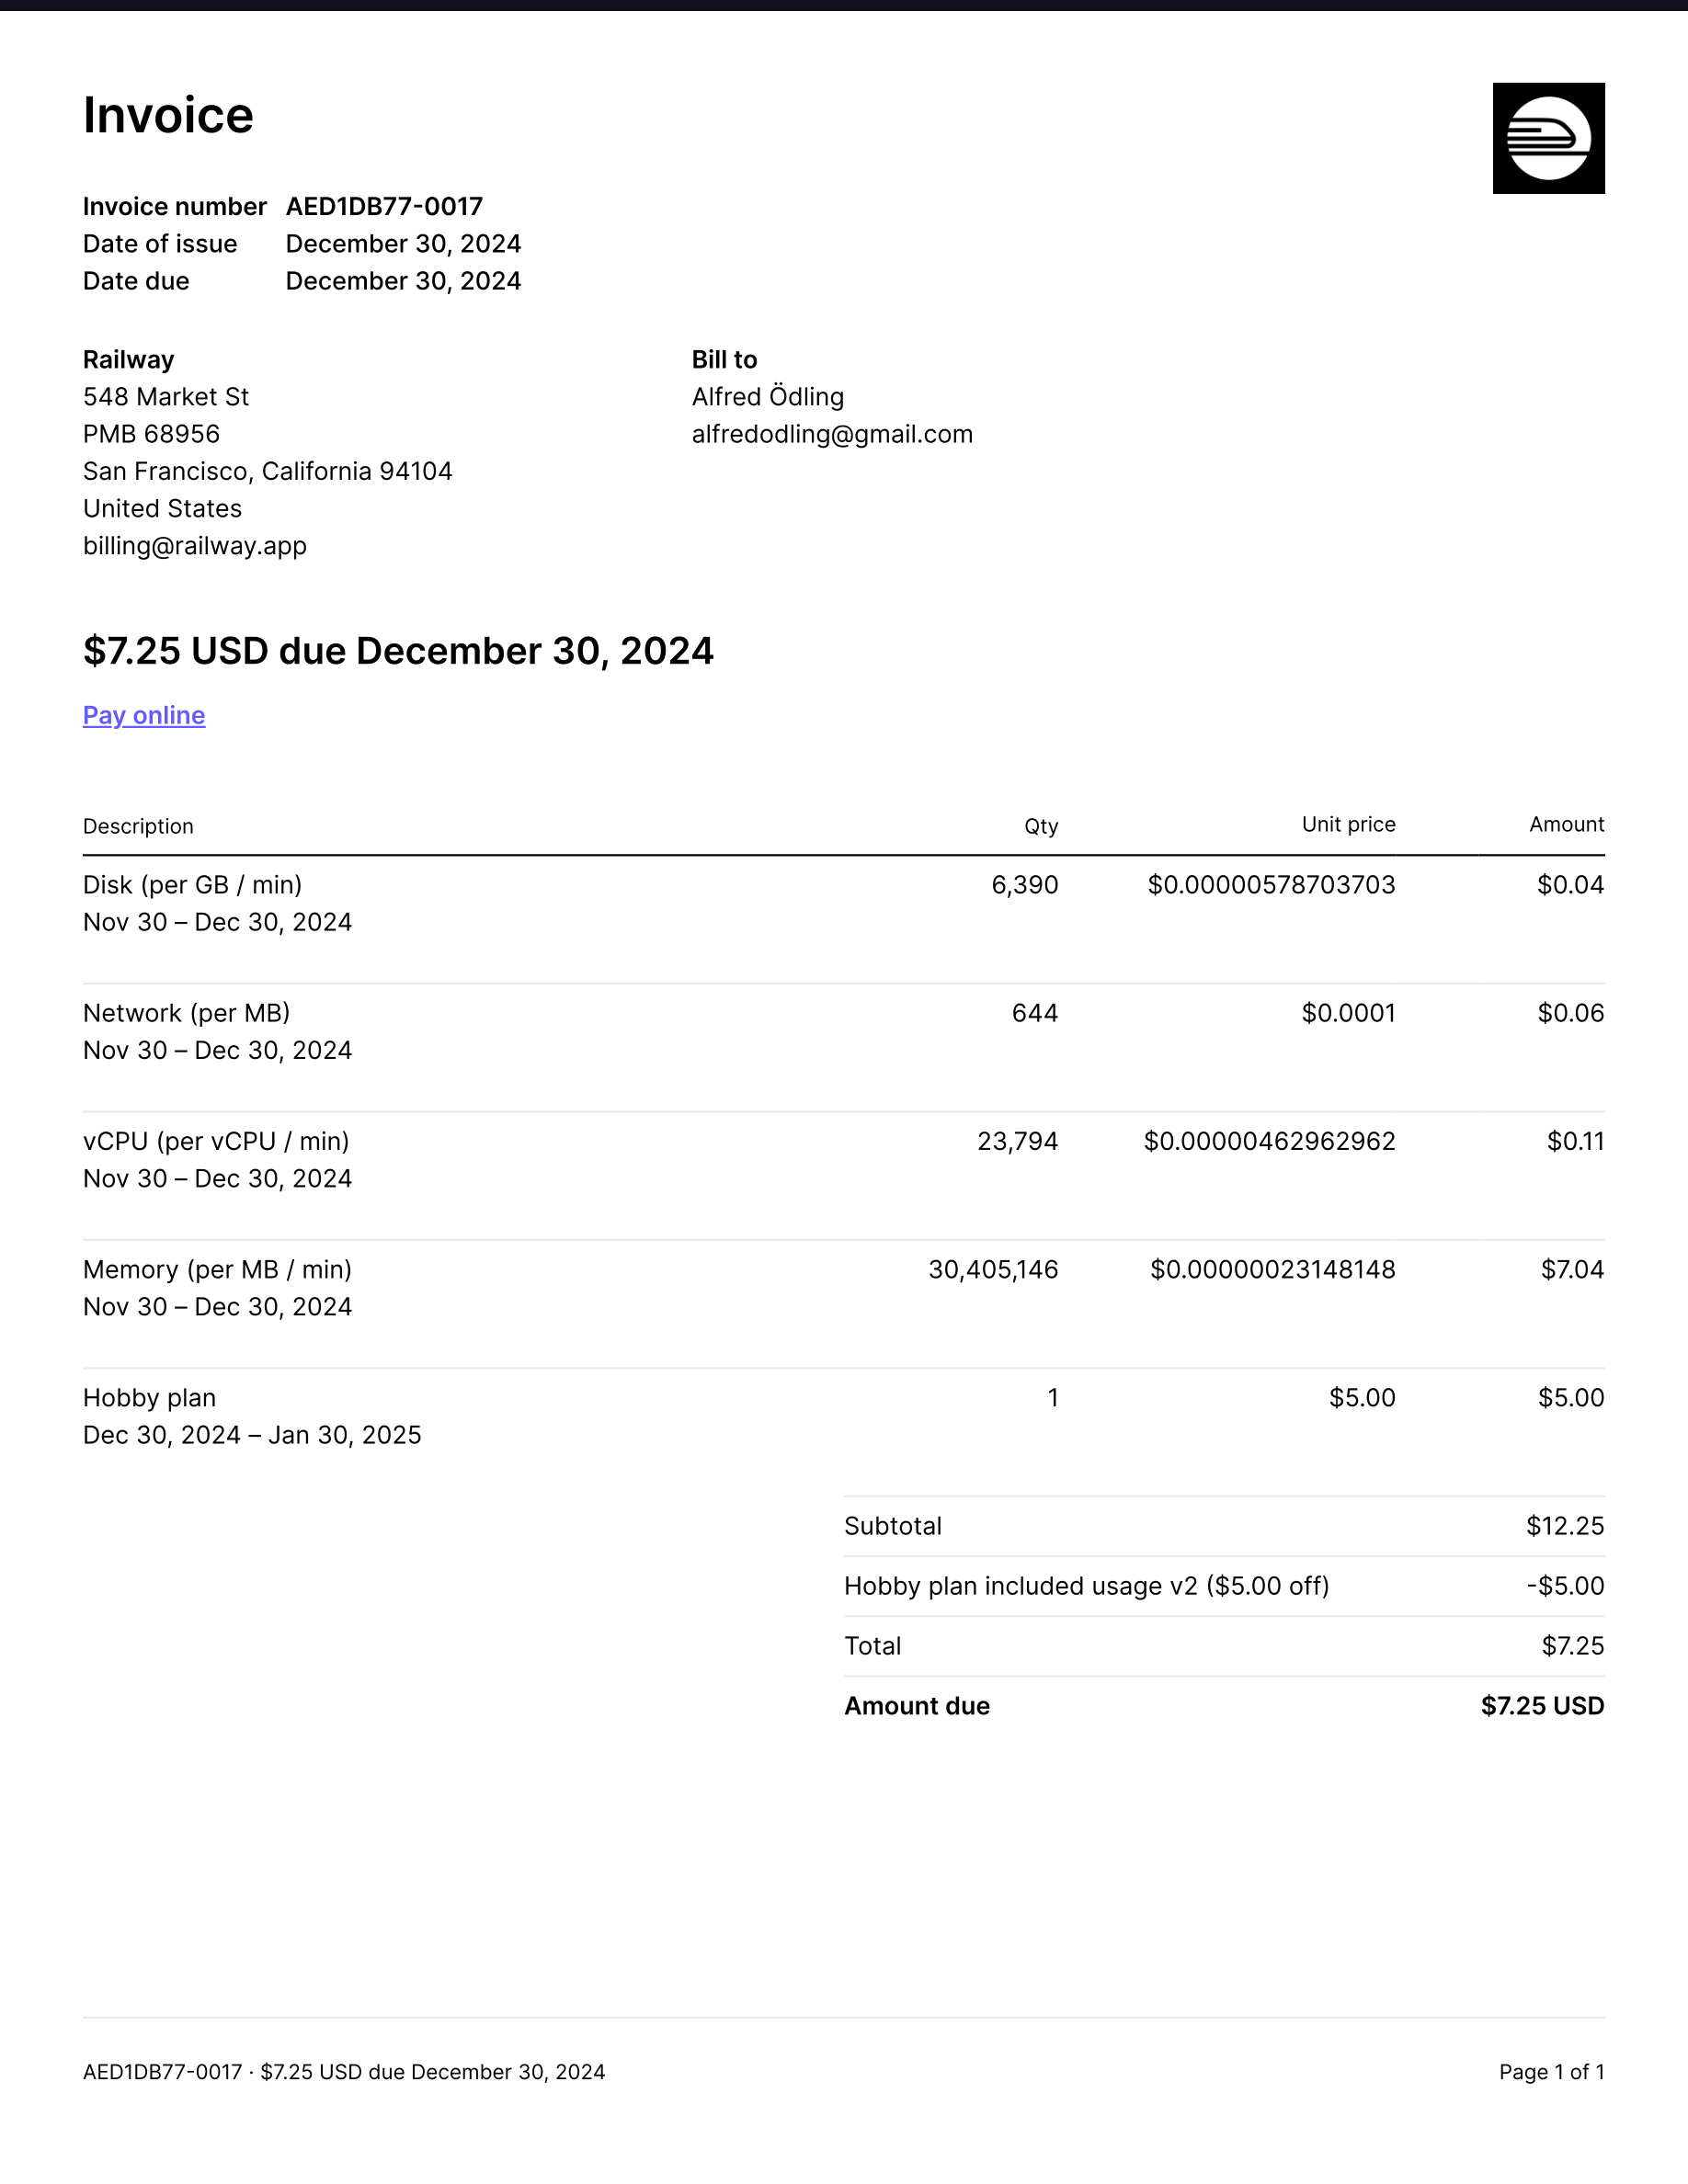 Invoice
Invoice number AED1DB77-0017
Date of issue December 30, 2024
Date due December 30, 2024
Railway
548 Market St
PMB 68956
San Francisco, California 94104
United States
billing@railway.app
Bill to
Alfred Ödling
alfredodling@gmail.com
$7.25 USD due December 30, 2024
Pay online
Description Qty Unit price Amount
Disk (per GB / min) 6,390 $0.00000578703703 $0.04
Nov 30 – Dec 30, 2024
Network (per MB) 644 $0.0001 $0.06
Nov 30 – Dec 30, 2024
vCPU (per vCPU / min) 23,794 $0.00000462962962 $0.11
Nov 30 – Dec 30, 2024
Memory (per MB / min) 30,405,146 $0.00000023148148 $7.04
Nov 30 – Dec 30, 2024
Hobby plan 1 $5.00 $5.00
Dec 30, 2024 – Jan 30, 2025
Subtotal $12.25
Hobby plan included usage v2 ($5.00 off) -$5.00
Total $7.25
Amount due $7.25 USD
AED1DB77-0017 · $7.25 USD due December 30, 2024 Page 1 of 1